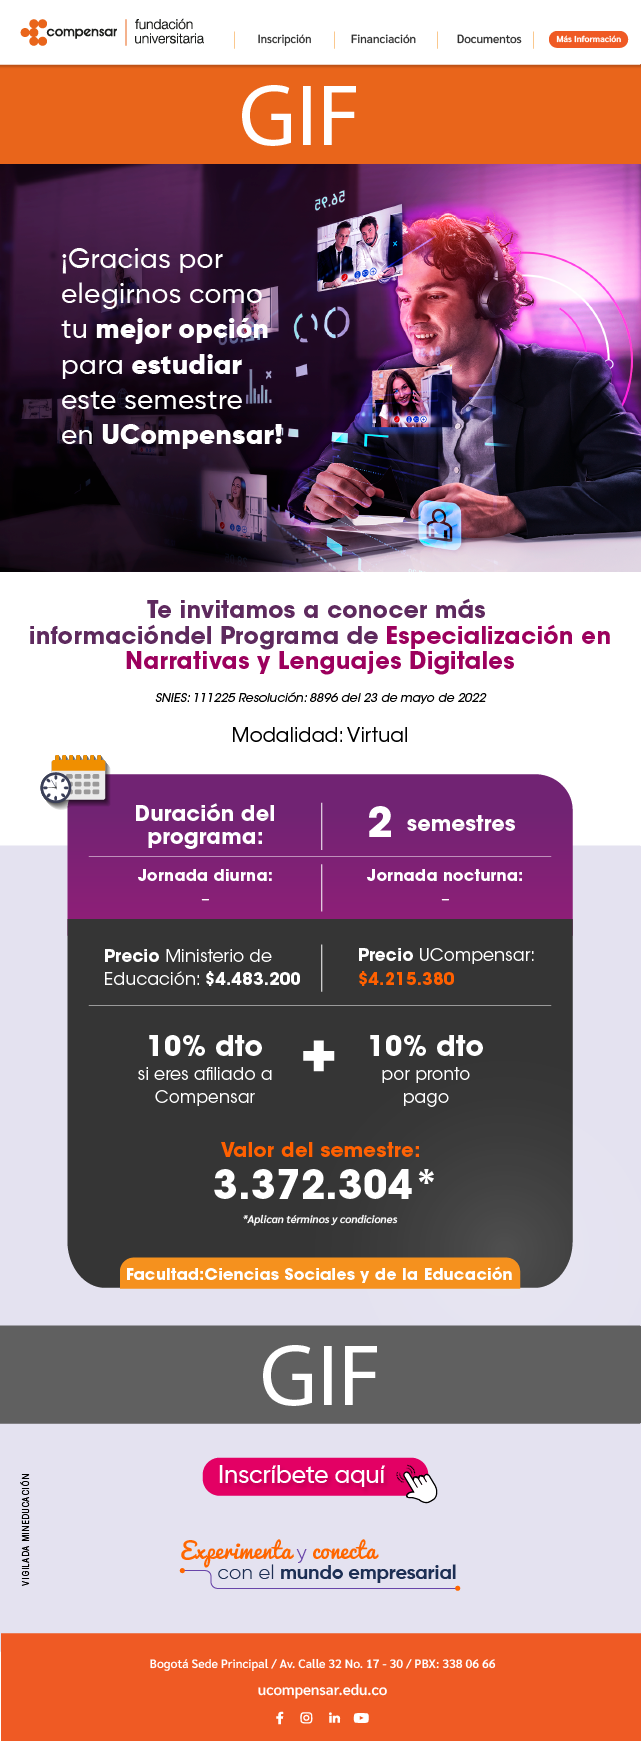 compensar
fundación
universitaria
Inscripción
Financiación
Documentos
Más Información
GIF
56.95
¡Gracias por
elegirnos como
tu mejor opción
para estudiar
este semestre
en UCompensar!
Te invitamos a conocer más
informacióndel Programa de Especialización en
Narrativas y Lenguajes Digitales
SNIES: 111225 Resolución: 8896 del 23 de mayo de 2022
Modalidad: Virtual
Duración del
programa:
2 semestres
Jornada diurna:
–
Jornada nocturna:
–
Precio Ministerio de
Educación: $4.483.200
Precio UCompensar:
$4.215.380
10% dto
si eres afiliado a
Compensar
+
10% dto
por pronto
pago
Valor del semestre:
3.372.304*
*Aplican términos y condiciones
Facultad:Ciencias Sociales y de la Educación
GIF
Inscríbete aquí
VIGILADA MINEDUCACIÓN
Experimenta y conecta
con el mundo empresarial
Bogotá Sede Principal / Av. Calle 32 No. 17 - 30 / PBX: 338 06 66
ucompensar.edu.co